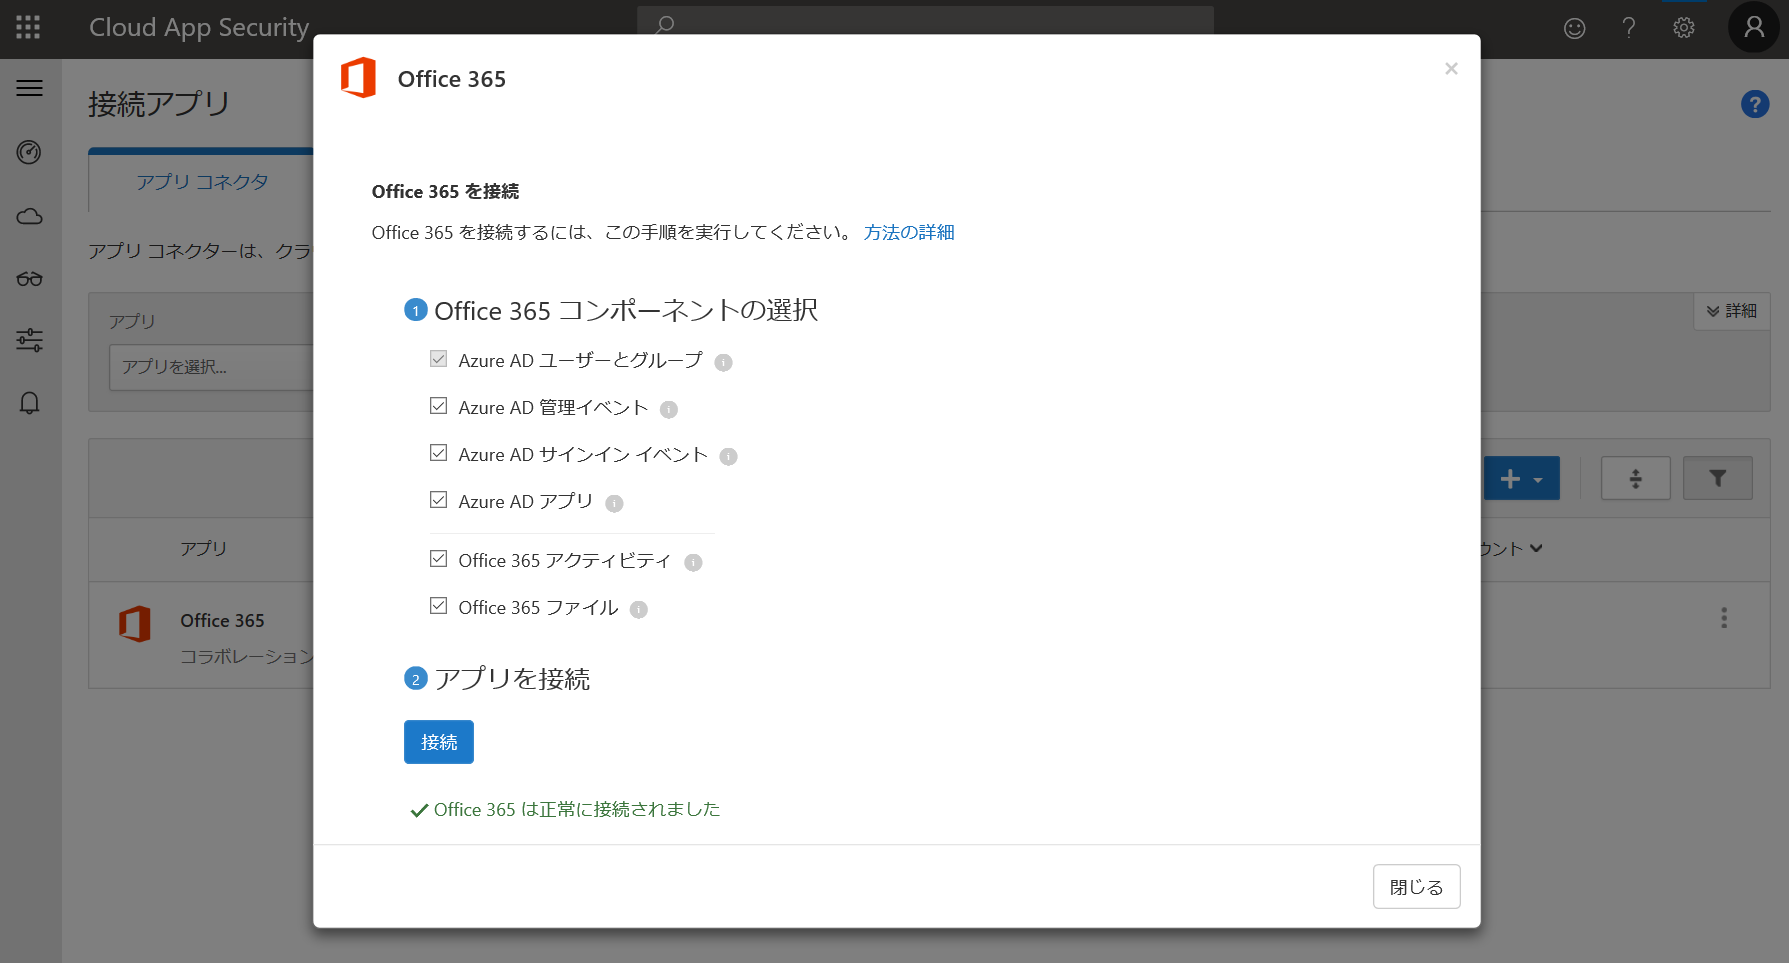 Cloud App Security
Office 365
接続アプリ
アプリ コネクタ
Office 365 を接続
Office 365 を接続するには、この手順を実行してください。 方法の詳細
アプリ コネクターは、クラ
1 Office 365 コンポーネントの選択
アプリ
詳細
アプリを選択...
Azure AD ユーザーとグループ
Azure AD 管理イベント
Azure AD サインイン イベント
Azure AD アプリ
アプリ
ウント
Office 365 アクティビティ
Office 365 ファイル
Office 365
コラボレーション
2 アプリを接続
接続
Office 365 は正常に接続されました
閉じる